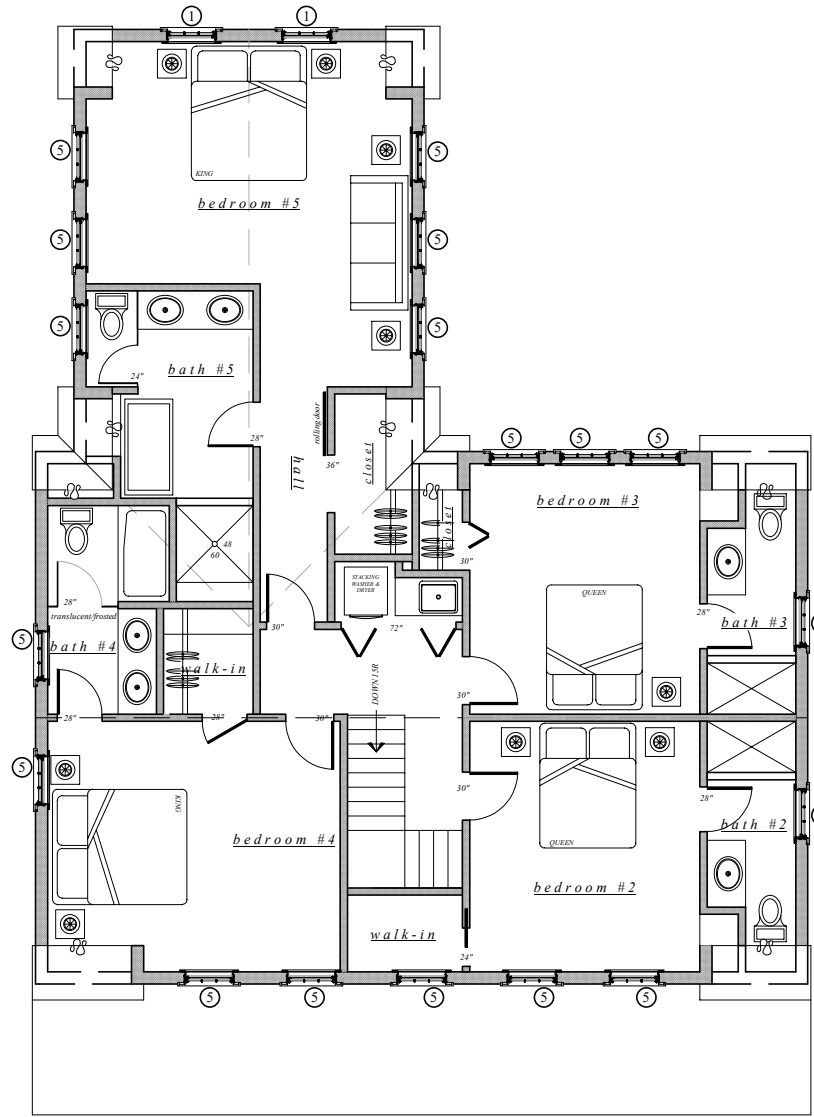 1 1
KING
5 5
bedroom #5
5 5
5 5
bath #5
24"
28"
rolling door
36"
hall
closet
5 5 5
closet
bedroom #3
48
60
30"
STACKING
WASHER &
DRYER
QUEEN
28"
translucent/frosted
28"
30"
72"
bath #3
5
bath #4
walk-in
DOWN 15R
30"
28"
28"
30"
5
KING
30"
28"
bath #2
bedroom #4
QUEEN
bedroom #2
walk-in
24"
5 5 5 5 5